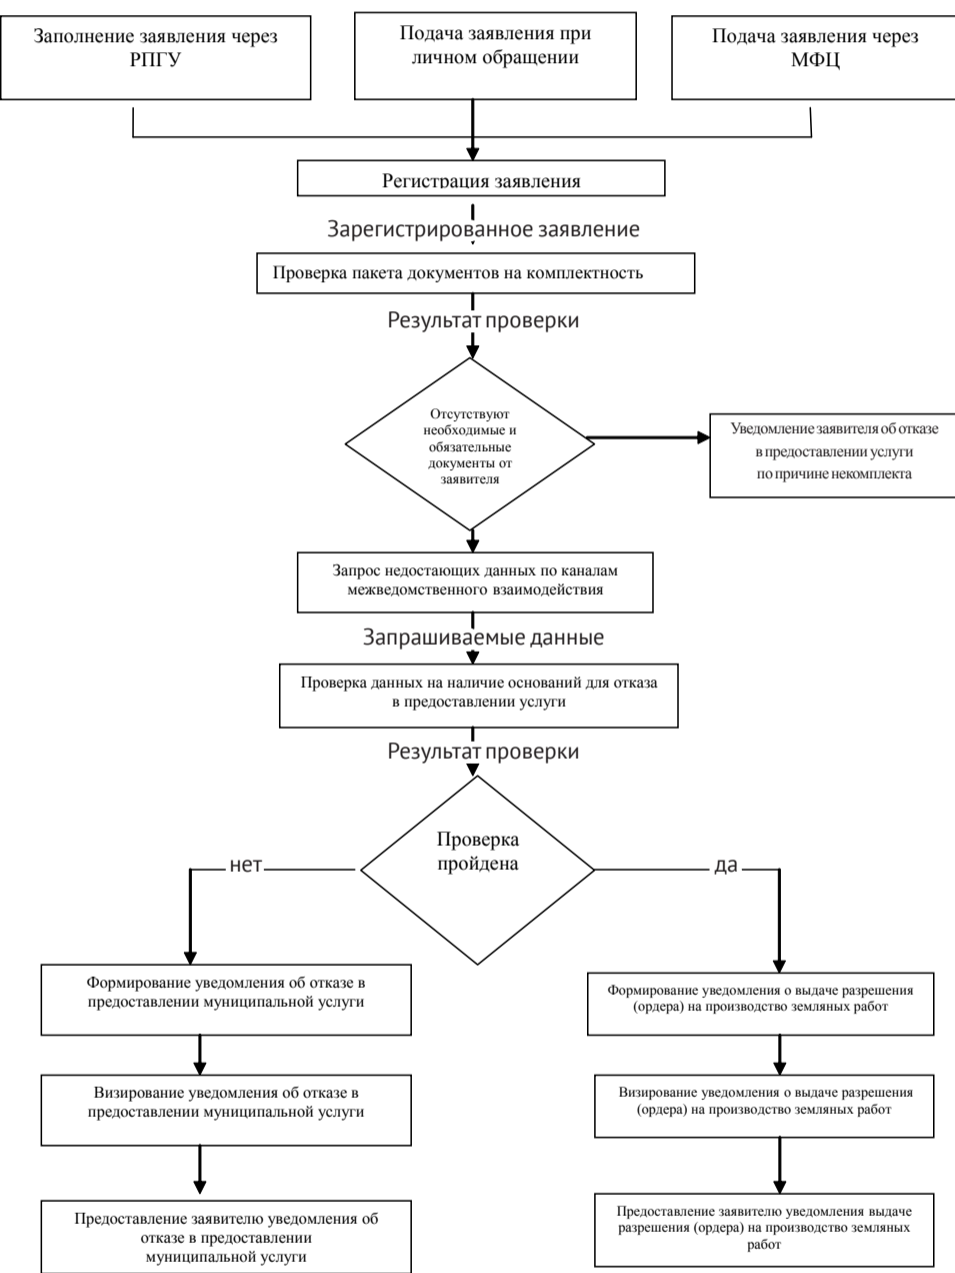 Заполнение заявления через
РПГУ
Подача заявления при
личном обращении
Подача заявления через
МФЦ
Регистрация заявления
Зарегистрированное заявление
Проверка пакета документов на комплектность
Результат проверки
Отсутствуют
необходимые и
обязательные
документы от
заявителя
Уведомление заявителя об отказе
в предоставлении услуги
по причине некомплекта
Запрос недостающих данных по каналам
межведомственного взаимодействия
Запрашиваемые данные
Проверка данных на наличие оснований для отказа
в предоставлении услуги
Результат проверки
Проверка
пройдена
нет
да
Формирование уведомления об отказе в
предоставлении муниципальной услуги
Формирование уведомления о выдаче разрешения
(ордера) на производство земляных работ
Визирование уведомления об отказе в
предоставлении муниципальной услуги
Визирование уведомления о выдаче разрешения
(ордера) на производство земляных работ
Предоставление заявителю уведомления об
отказе в предоставлении
муниципальной услуги
Предоставление заявителю уведомления выдаче
разрешения (ордера) на производство земляных
работ